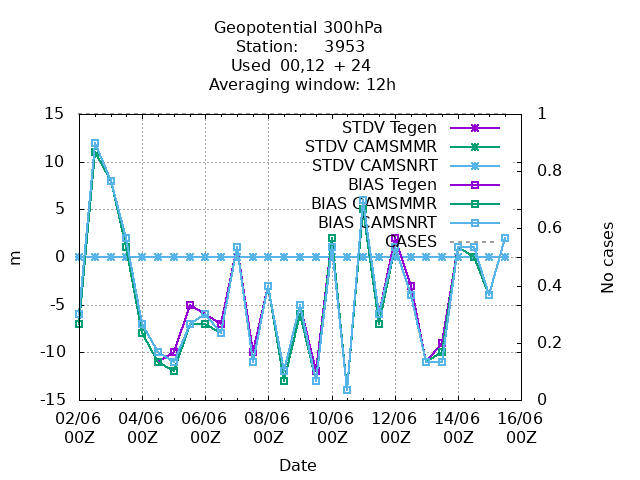 Geopotential 300hPa
Station: 3953
Used 00,12 + 24
Averaging window: 12h
15
10
5
0
-5
-10
-15
m
1
0.8
0.6
0.4
0.2
0
No cases
STDV Tegen
STDV CAMSMMR
STDV CAMSNRT
BIAS Tegen
BIAS CAMSMMR
BIAS CAMSNRT
CASES
02/06 04/06 06/06 08/06 10/06 12/06 14/06 16/06
00Z 00Z 00Z 00Z 00Z 00Z 00Z 00Z
Date